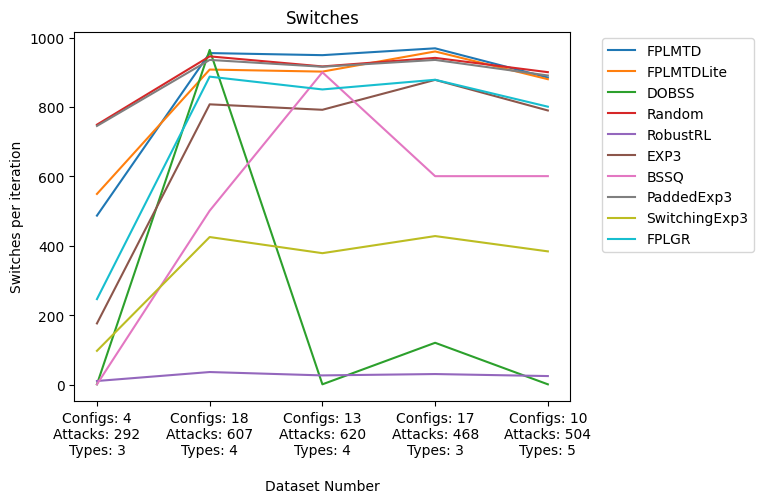 Switches
Switches per iteration
1000
800
600
400
200
0
Configs: 4
Attacks: 292
Types: 3
Configs: 18
Attacks: 607
Types: 4
Configs: 13
Attacks: 620
Types: 4
Configs: 17
Attacks: 468
Types: 3
Configs: 10
Attacks: 504
Types: 5
Dataset Number
FPLMTD
FPLMTDLite
DOBSS
Random
RobustRL
EXP3
BSSQ
PaddedExp3
SwitchingExp3
FPLGR